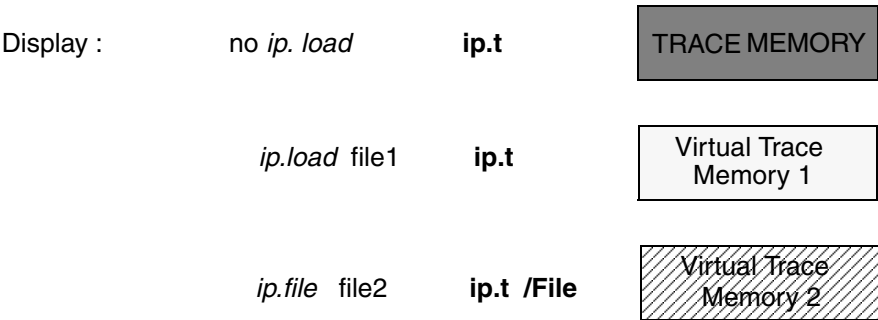 Display : no ip. load ip.t TRACE MEMORY
ip.load file1 ip.t Virtual Trace
Memory 1
ip.file file2 ip.t /File Virtual Trace
Memory 2